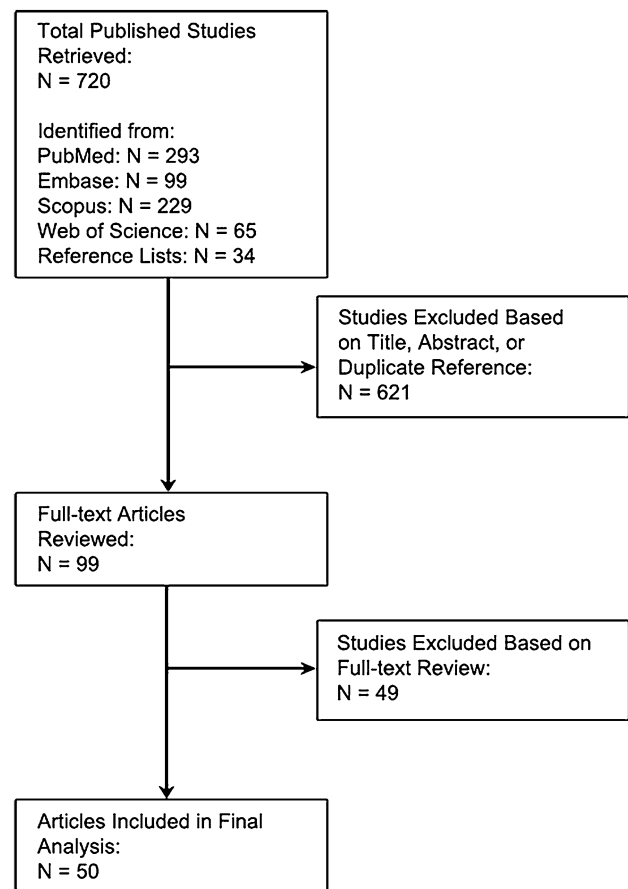 Total Published Studies
Retrieved:
N = 720
Identified from:
PubMed: N = 293
Embase: N = 99
Scopus: N = 229
Web of Science: N = 65
Reference Lists: N = 34
Studies Excluded Based
on Title, Abstract, or
Duplicate Reference:
N = 621
Full-text Articles
Reviewed:
N = 99
Studies Excluded Based on
Full-text Review:
N = 49
Articles Included in Final
Analysis:
N = 50